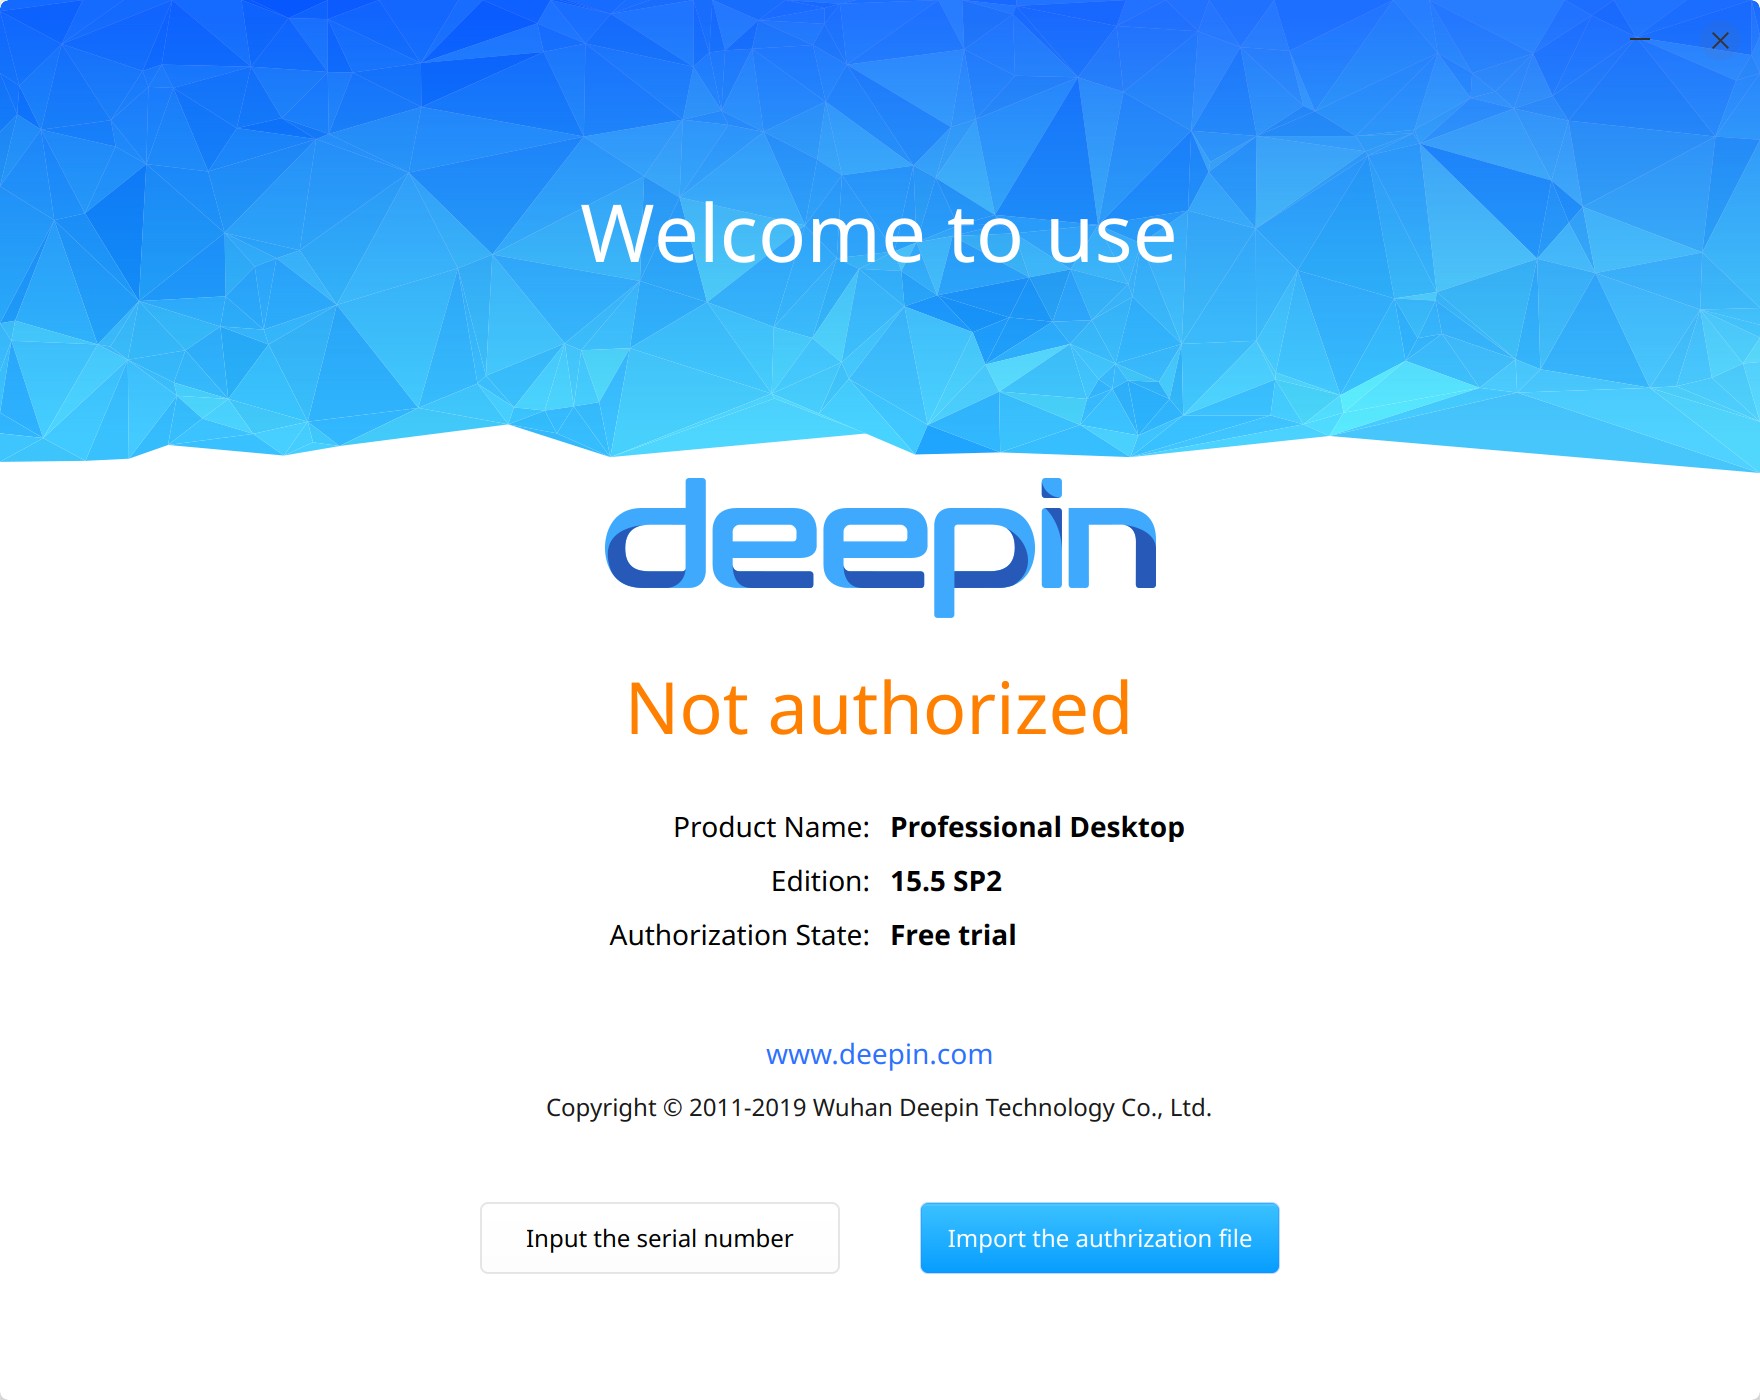 Welcome to use
deepin
Not authorized
Product Name: Professional Desktop
Edition: 15.5 SP2
Authorization State: Free trial
www.deepin.com
Copyright © 2011-2019 Wuhan Deepin Technology Co., Ltd.
Input the serial number
Import the authrization file